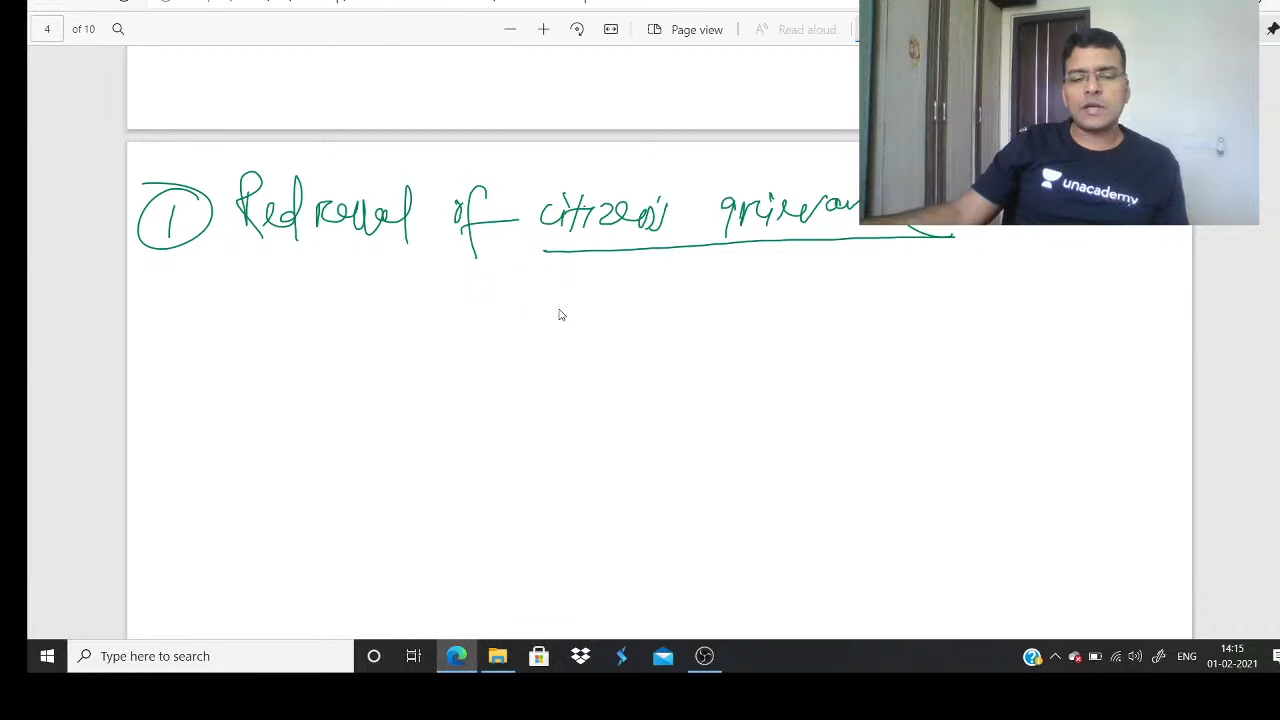 4 of 10 Page view Read aloud
unacademy
1 Redressal of citizens
Type here to search ENG 14:15
01-02-2021